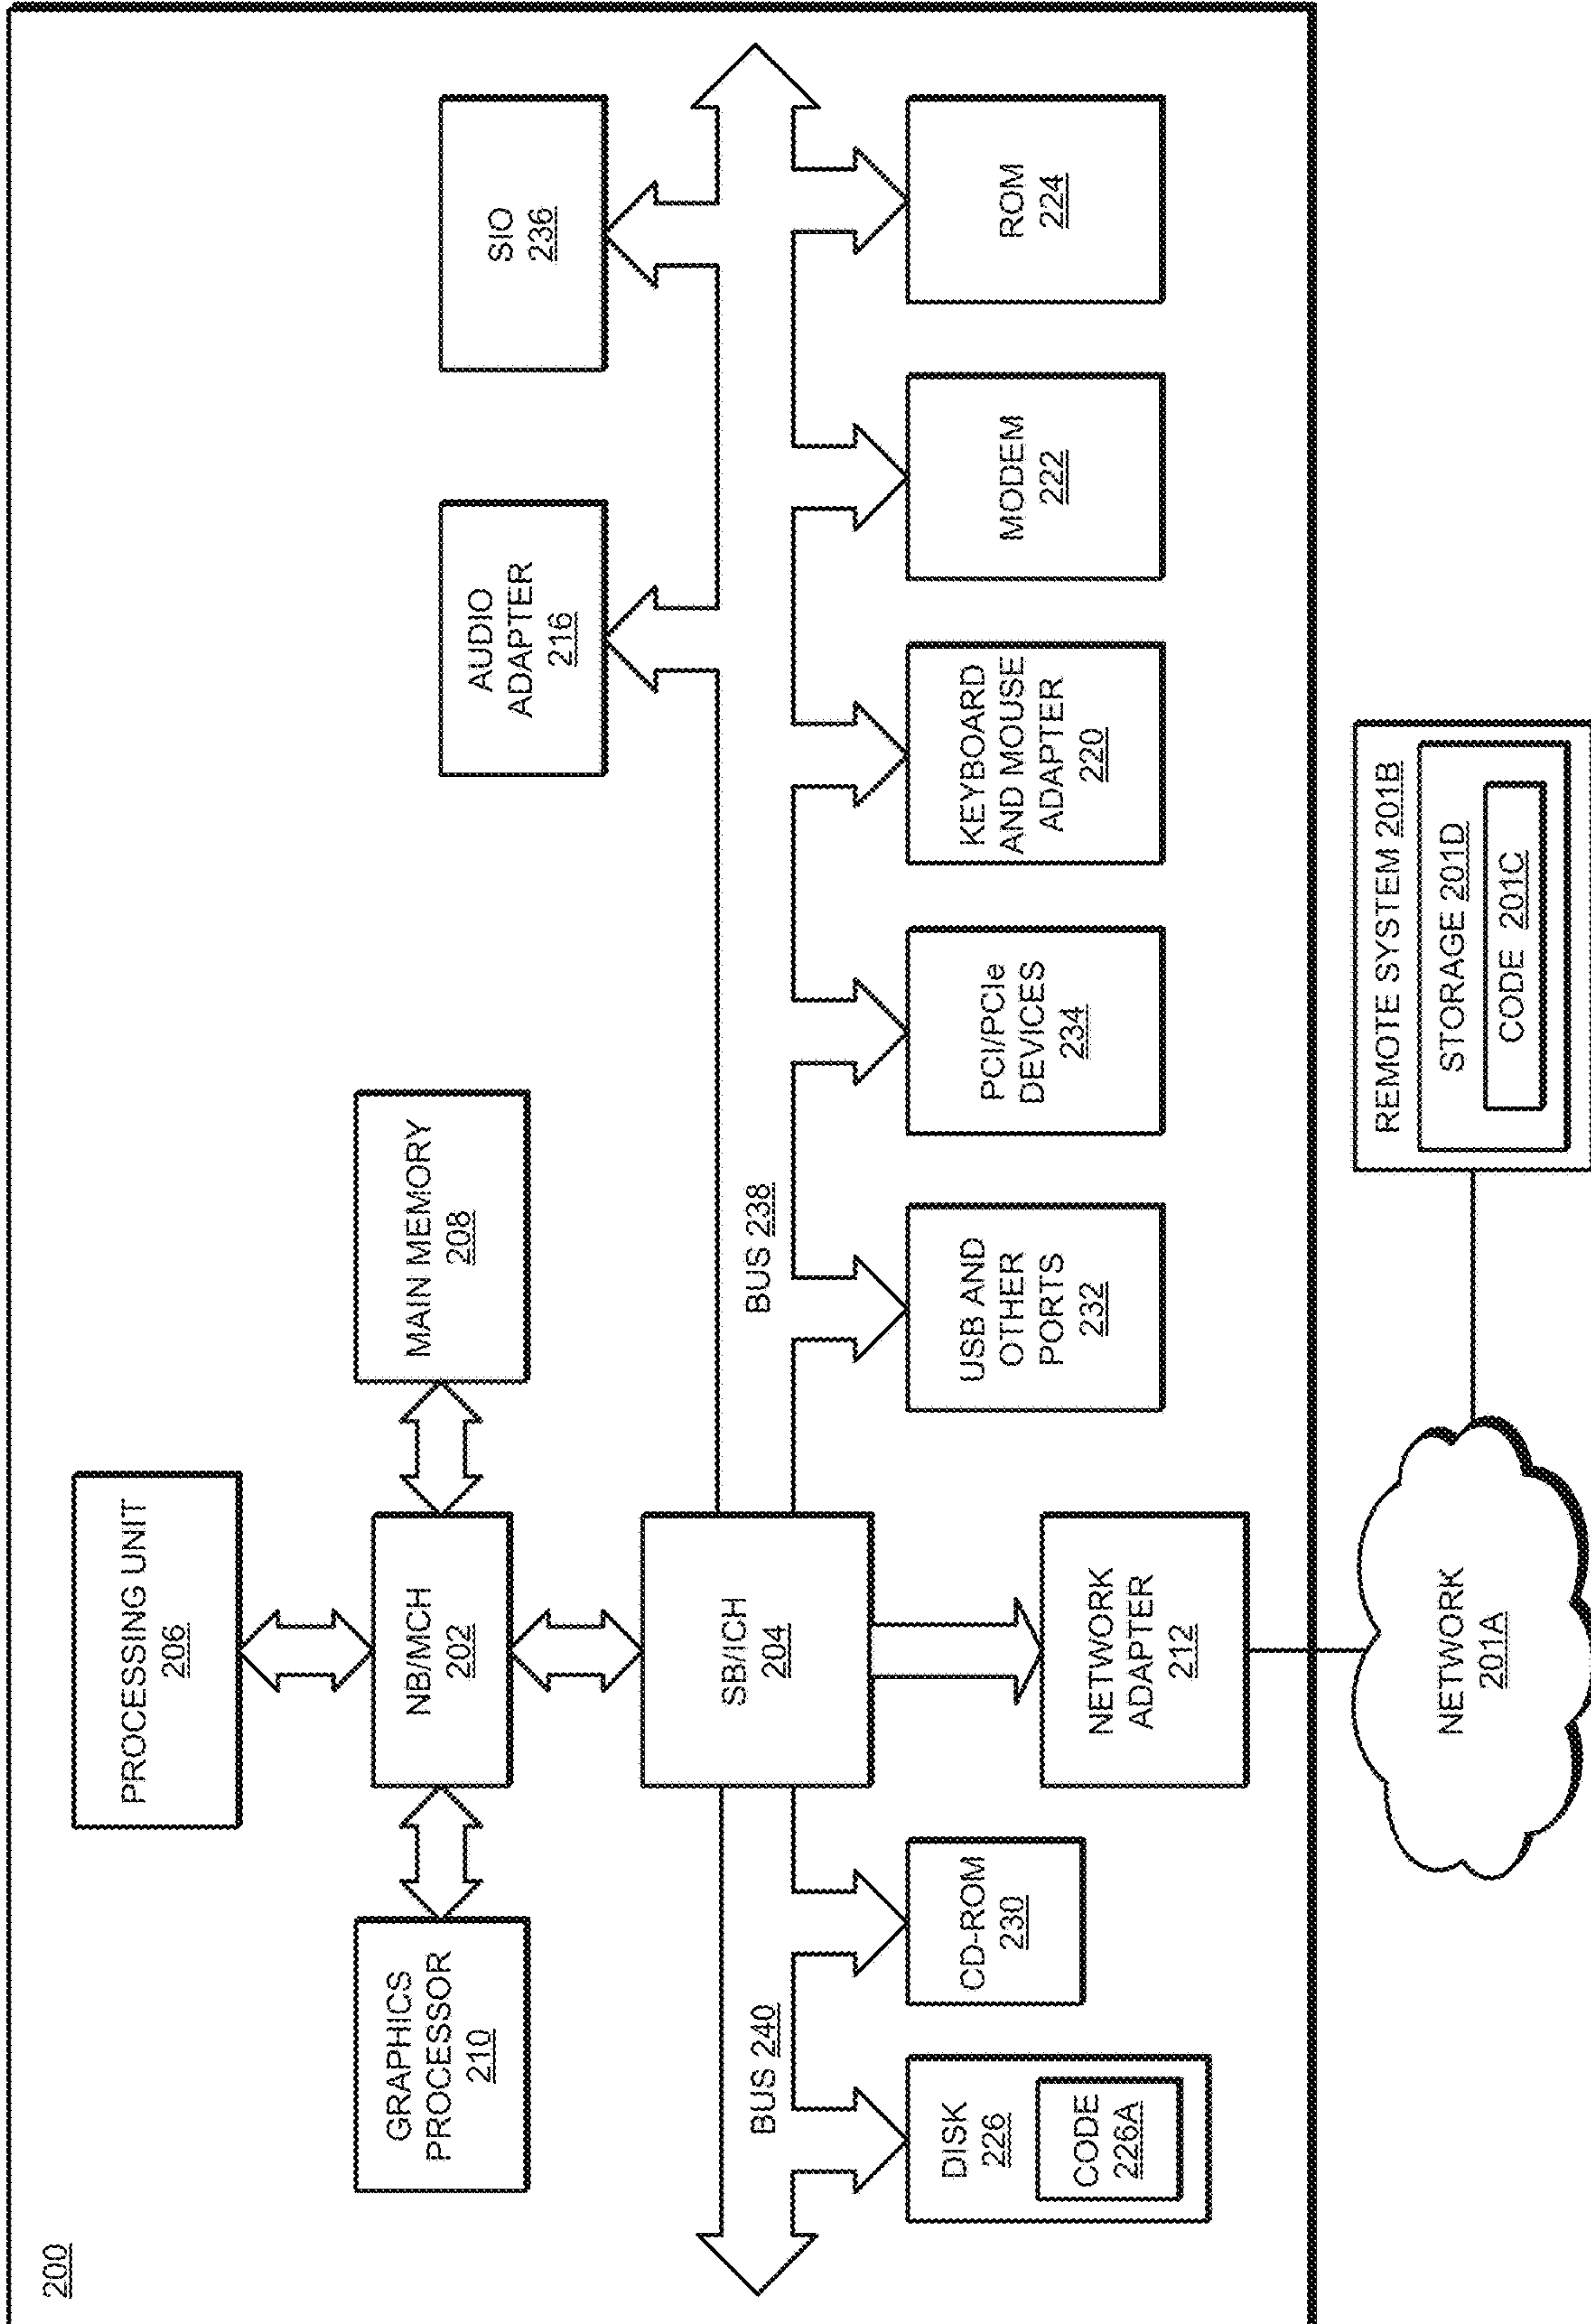 200
PROCESSING UNIT
206
GRAPHICS
PROCESSOR
210
NB/MCH
202
MAIN MEMORY
208
AUDIO
ADAPTER
216
SIO
236
SB/ICH
204
BUS 240
BUS 238
DISK
226
CODE
226A
CD-ROM
230
NETWORK
ADAPTER
212
USB AND
OTHER
PORTS
232
PCI/PCIe
DEVICES
234
KEYBOARD
AND MOUSE
ADAPTER
220
MODEM
222
ROM
224
NETWORK
201A
REMOTE SYSTEM 201B
STORAGE 201D
CODE 201C